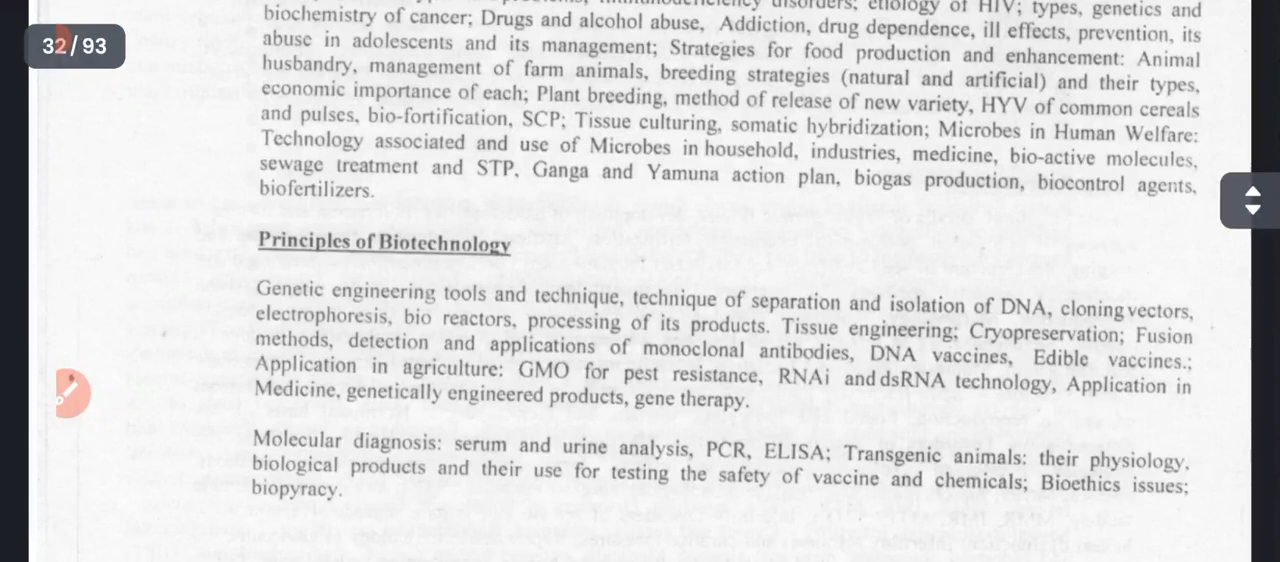 disorders; etiology of HIV; types, genetics and
biochemistry of cancer; Drugs and alcohol abuse, Addiction, drug dependence, ill effects, prevention, its
32/93
abuse in adolescents and its management; Strategies for food production and enhancement: Animal
husbandry, management of farm animals, breeding strategies (natural and artificial) and their types,
economic importance of each; Plant breeding, method of release of new variety, HYV of common cereals
and pulses, bio-fortification, SCP; Tissue culturing, somatic hybridization; Microbes in Human Welfare:
Technology associated and use of Microbes in household, industries, medicine, bio-active molecules,
sewage treatment and STP, Ganga and Yamuna action plan, biogas production, biocontrol agents,
biofertilizers.
Principles of Biotechnology
Genetic engineering tools and technique, technique of separation and isolation of DNA, cloning vectors,
electrophoresis, bio reactors, processing of its products. Tissue engineering; Cryopreservation; Fusion
methods, detection and applications of monoclonal antibodies, DNA vaccines, Edible vaccines.;
Application in agriculture: GMO for pest resistance, RNAi and dsRNA technology, Application in
Medicine, genetically engineered products, gene therapy.
Molecular diagnosis: serum and urine analysis, PCR, ELISA; Transgenic animals: their physiology,
biological products and their use for testing the safety of vaccine and chemicals; Bioethics issues;
biopyracy.